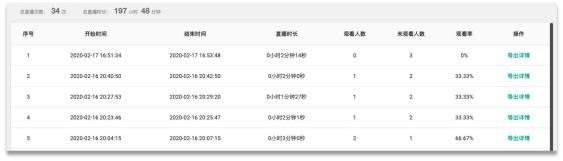 总直播次数: 34 次 总直播时长: 197 小时 48 分钟
序号 开始时间 结束时间 直播时长 观看人数 未观看人数 观看率 操作
1 2020-02-17 16:51:34 2020-02-17 16:53:48 0小时2分钟14秒 0 3 0% 导出详情
2 2020-02-16 20:40:50 2020-02-16 20:42:50 0小时2分钟0秒 1 2 33.33% 导出详情
3 2020-02-16 20:27:53 2020-02-16 20:29:20 0小时1分钟27秒 1 2 33.33% 导出详情
4 2020-02-16 20:23:46 2020-02-16 20:25:47 0小时2分钟1秒 1 2 33.33% 导出详情
5 2020-02-16 20:04:15 2020-02-16 20:07:15 0小时3分钟0秒 2 1 66.67% 导出详情